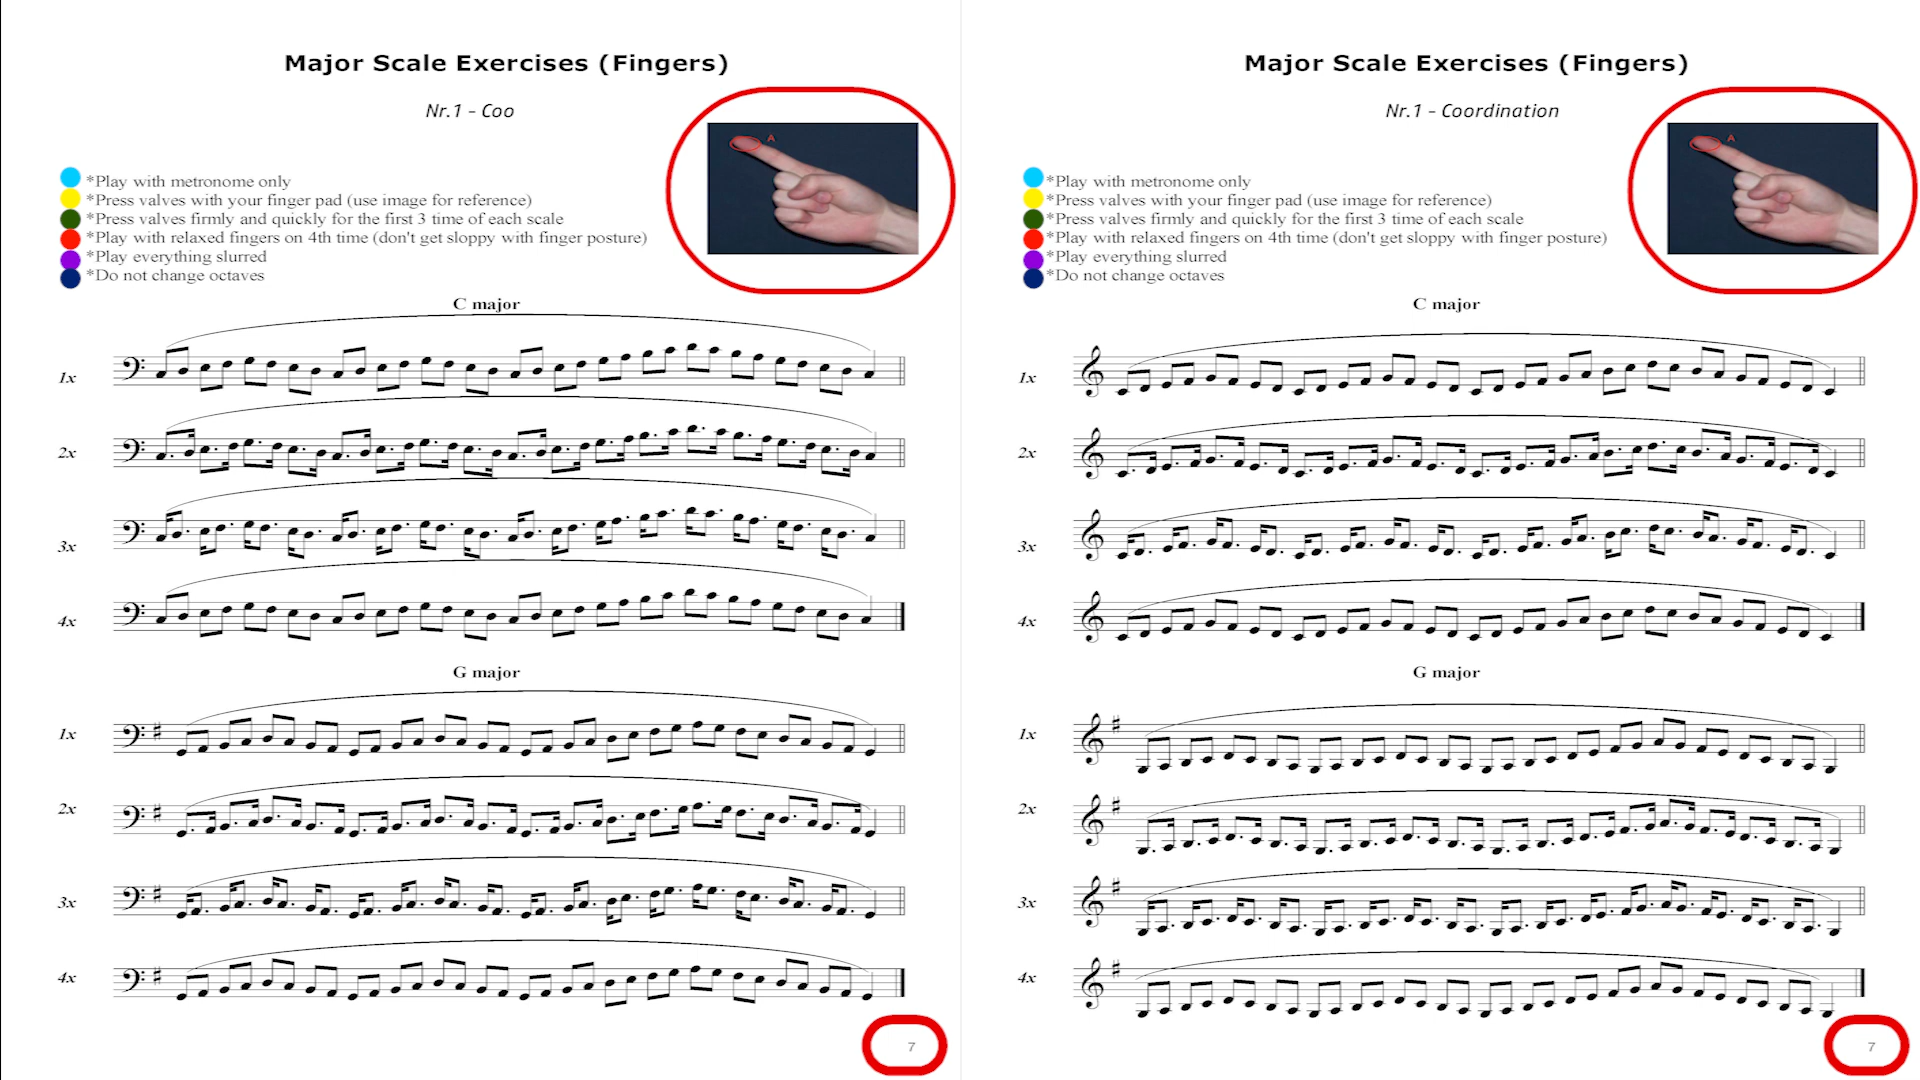 Major Scale Exercises (Fingers)
Nr.1 - Coo
A
*Play with metronome only
*Press valves with your finger pad (use image for reference)
*Press valves firmly and quickly for the first 3 time of each scale
*Play with relaxed fingers on 4th time (don't get sloppy with finger posture)
*Play everything slurred
*Do not change octaves
C major
1x
2x
3x
4x
G major
1x
2x
3x
4x
7
Major Scale Exercises (Fingers)
Nr.1 - Coordination
A
*Play with metronome only
*Press valves with your finger pad (use image for reference)
*Press valves firmly and quickly for the first 3 time of each scale
*Play with relaxed fingers on 4th time (don't get sloppy with finger posture)
*Play everything slurred
*Do not change octaves
C major
1x
2x
3x
4x
G major
1x
2x
3x
4x
7